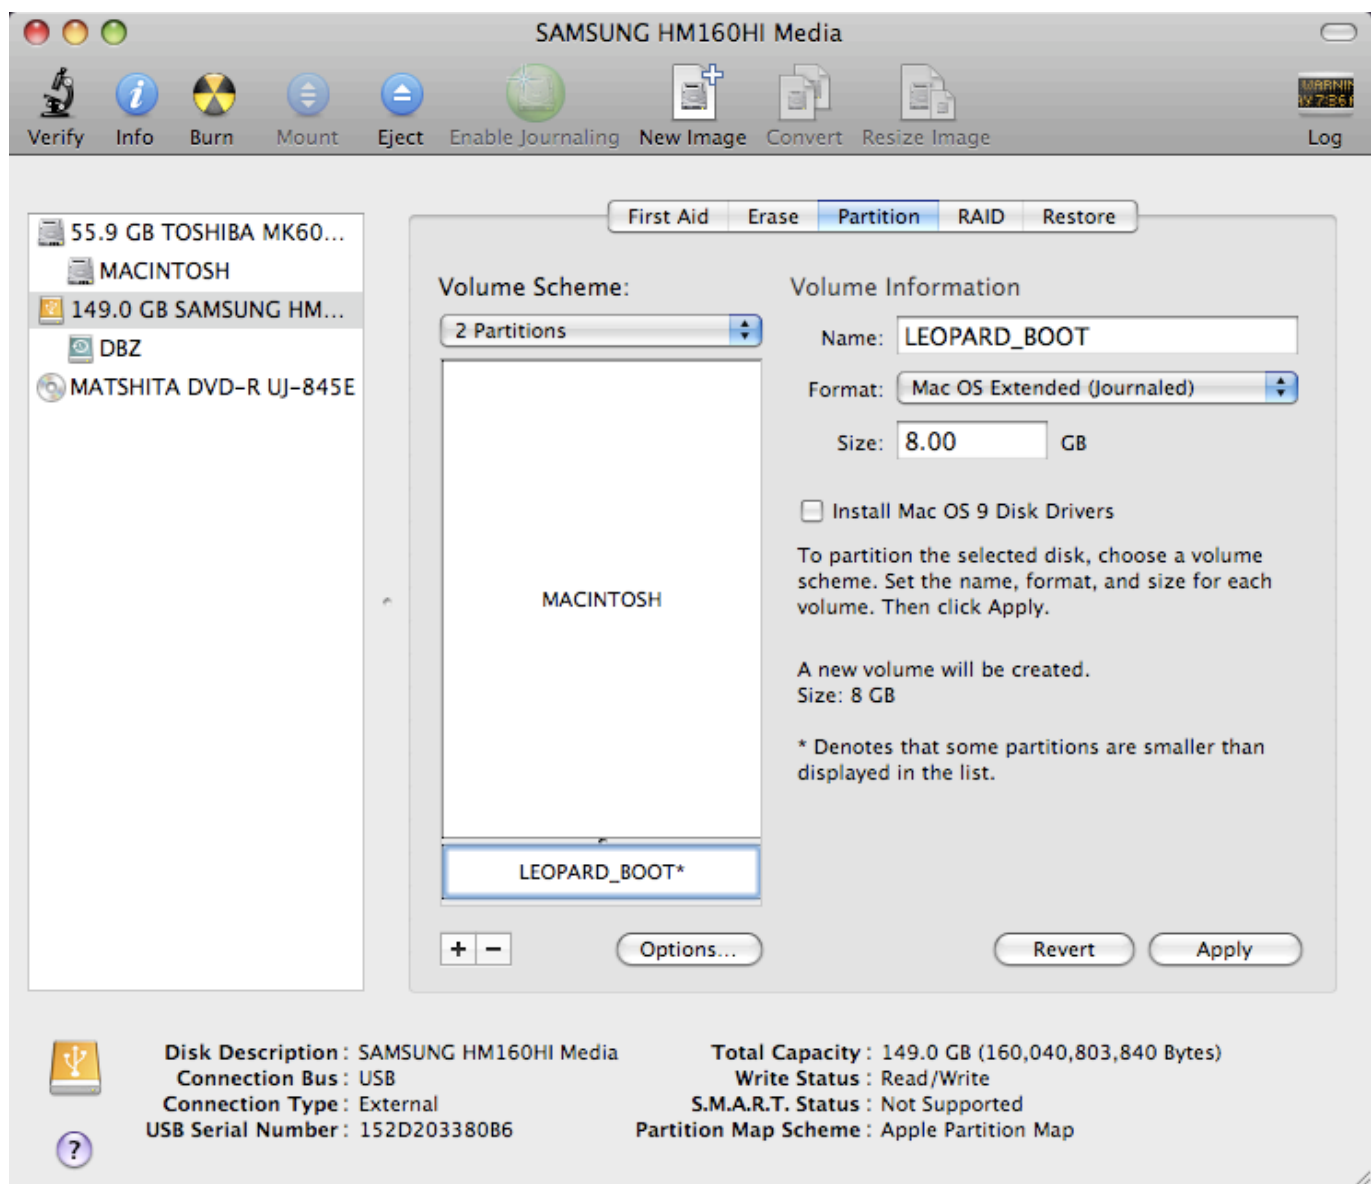 SAMSUNG HM160HI Media
Verify Info Burn Mount Eject Enable Journaling New Image Convert Resize Image Log
55.9 GB TOSHIBA MK60...
MACINTOSH
149.0 GB SAMSUNG HM...
DBZ
MATSHITA DVD-R UJ-845E
First Aid Erase Partition RAID Restore
Volume Scheme:
2 Partitions
MACINTOSH
LEOPARD_BOOT*
+ −
Options...
Volume Information
Name: LEOPARD_BOOT
Format: Mac OS Extended (Journaled)
Size: 8.00 GB
Install Mac OS 9 Disk Drivers
To partition the selected disk, choose a volume
scheme. Set the name, format, and size for each
volume. Then click Apply.
A new volume will be created.
Size: 8 GB
* Denotes that some partitions are smaller than
displayed in the list.
Revert Apply
Disk Description : SAMSUNG HM160HI Media
Connection Bus : USB
Connection Type : External
USB Serial Number : 152D203380B6
Total Capacity : 149.0 GB (160,040,803,840 Bytes)
Write Status : Read/Write
S.M.A.R.T. Status : Not Supported
Partition Map Scheme : Apple Partition Map
?